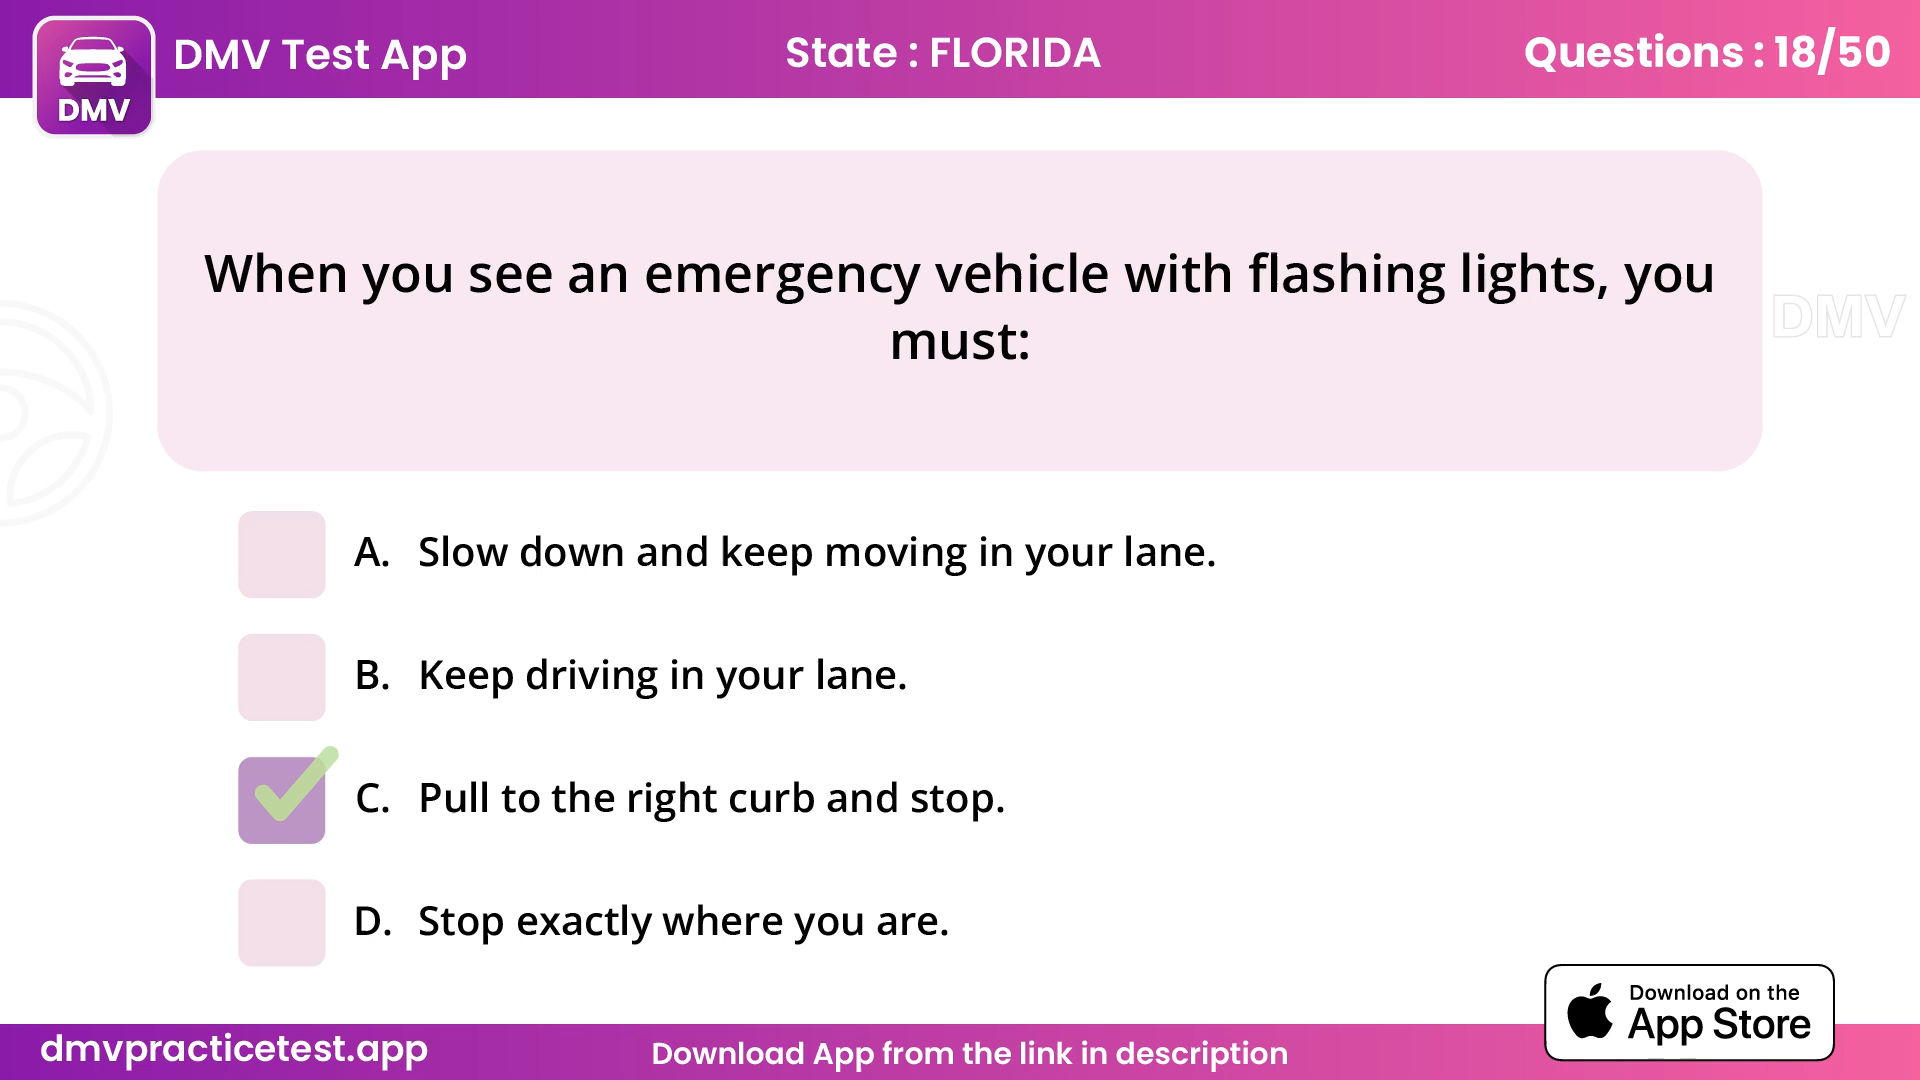 DMV
DMV Test App
State : FLORIDA
Questions : 18/50
When you see an emergency vehicle with flashing lights, you
must:
DMV
A. Slow down and keep moving in your lane.
B. Keep driving in your lane.
C. Pull to the right curb and stop.
D. Stop exactly where you are.
Download on the
App Store
dmvpracticetest.app
Download App from the link in description